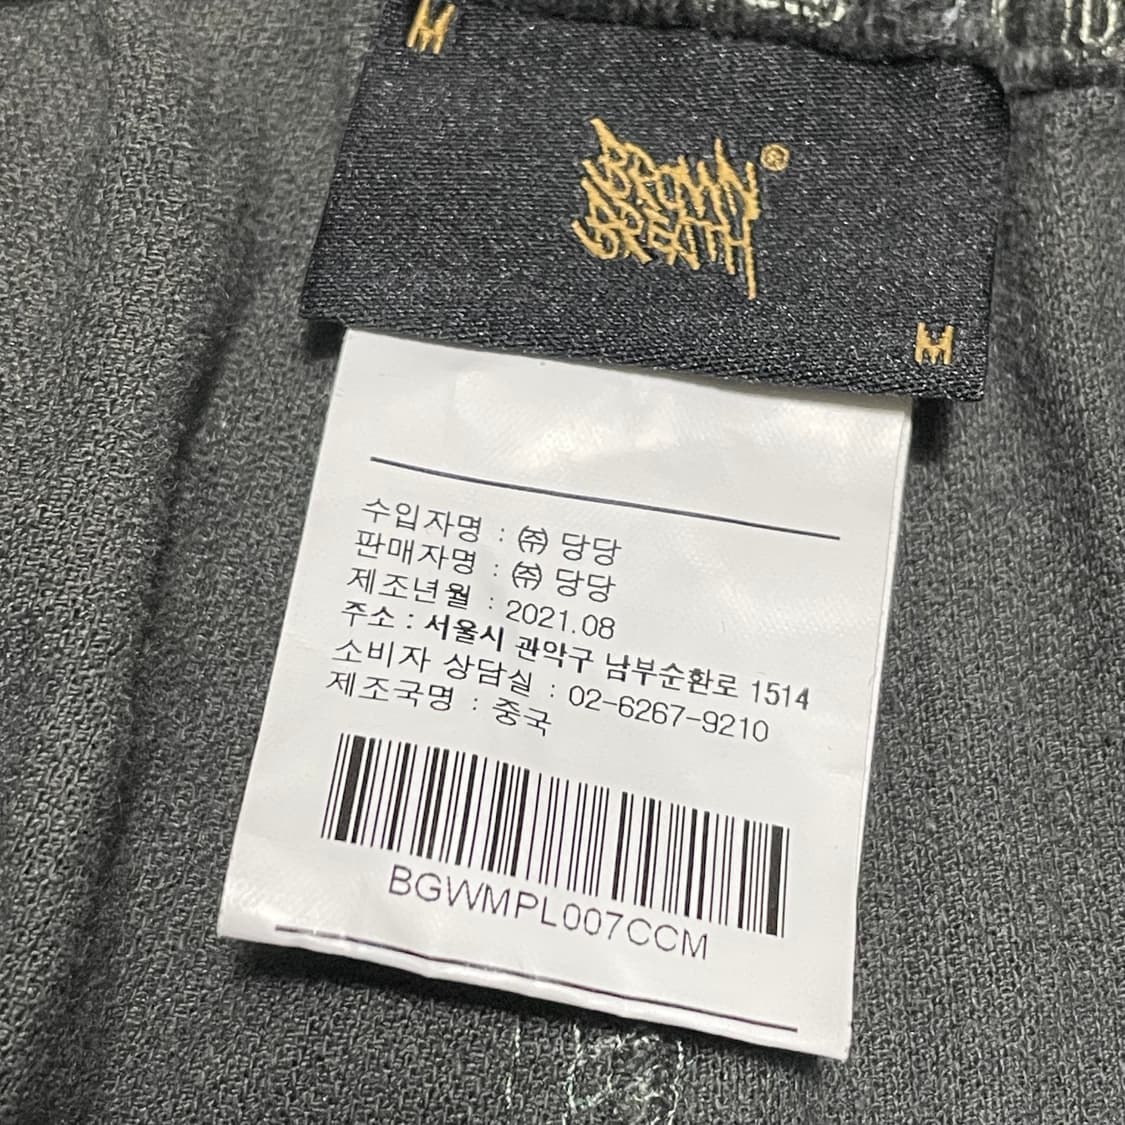 M
BROWN®
BREATH
M
수입자명 : ㈜ 당당
판매자명 : ㈜ 당당
제조년월 : 2021.08
주소 : 서울시 관악구 남부순환로 1514
소비자 상담실 : 02-6267-9210
제조국명 : 중국
BGWMPL007CCM